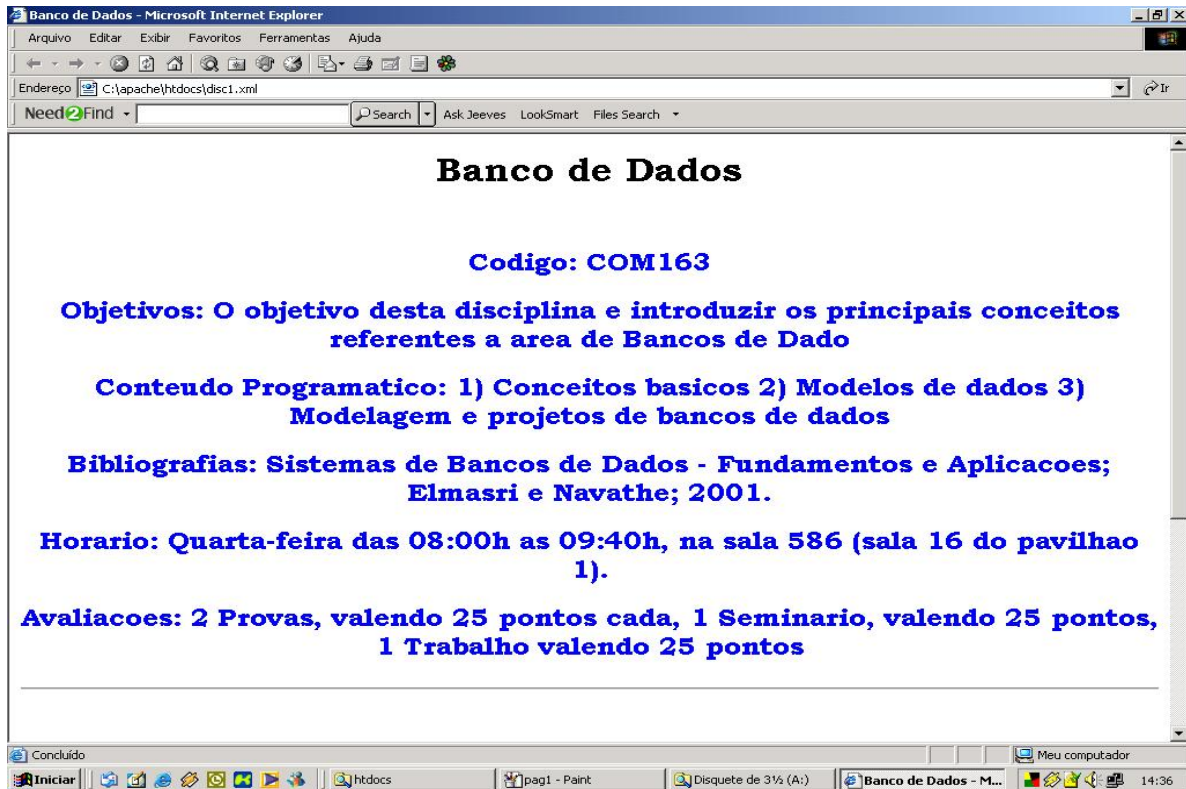 Banco de Dados - Microsoft Internet Explorer
Arquivo Editar Exibir Favoritos Ferramentas Ajuda
Endereço C:\apache\htdocs\disc1.xml Ir
Need2Find Search Ask Jeeves LookSmart Files Search
Banco de Dados
Codigo: COM163
Objetivos: O objetivo desta disciplina e introduzir os principais conceitos
referentes a area de Bancos de Dado
Conteudo Programatico: 1) Conceitos basicos 2) Modelos de dados 3)
Modelagem e projetos de bancos de dados
Bibliografias: Sistemas de Bancos de Dados - Fundamentos e Aplicacoes;
Elmasri e Navathe; 2001.
Horario: Quarta-feira das 08:00h as 09:40h, na sala 586 (sala 16 do pavilhao
1).
Avaliacoes: 2 Provas, valendo 25 pontos cada, 1 Seminario, valendo 25 pontos,
1 Trabalho valendo 25 pontos
Concluído Meu computador
Iniciar htdocs pag1 - Paint Disquete de 3½ (A:) Banco de Dados - M... 14:36